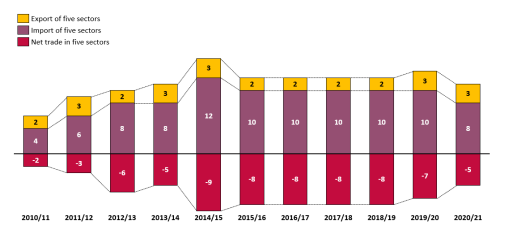 Export of five sectors
Import of five sectors
Net trade in five sectors
2 3 2 3 3 2 2 2 2 3 3
4 6 8 8 12 10 10 10 10 10 8
-2 -3 -6 -5 -9 -8 -8 -8 -8 -7 -5
2010/11 2011/12 2012/13 2013/14 2014/15 2015/16 2016/17 2017/18 2018/19 2019/20 2020/21